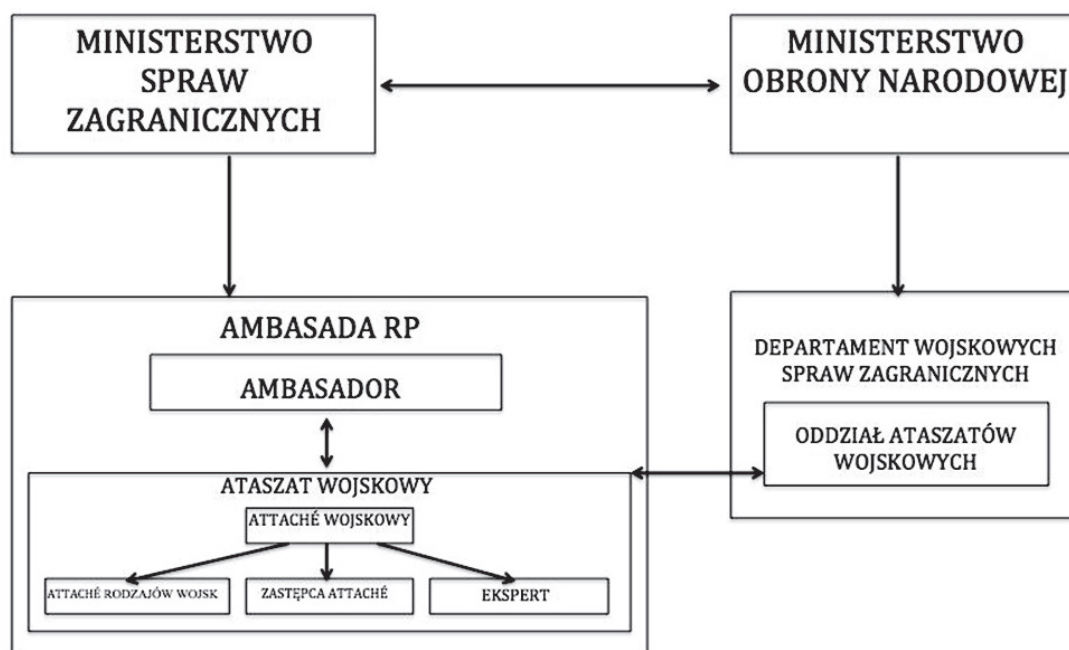 MINISTERSTWO
SPRAW
ZAGRANICZNYCH
MINISTERSTWO
OBRONY NARODOWEJ
AMBASADA RP
AMBASADOR
ATASZAT WOJSKOWY
ATTACHÉ WOJSKOWY
ATTACHÉ RODZAJÓW WOJSK
ZASTĘPCA ATTACHÉ
EKSPERT
DEPARTAMENT WOJSKOWYCH
SPRAW ZAGRANICZNYCH
ODDZIAŁ ATASZATÓW
WOJSKOWYCH